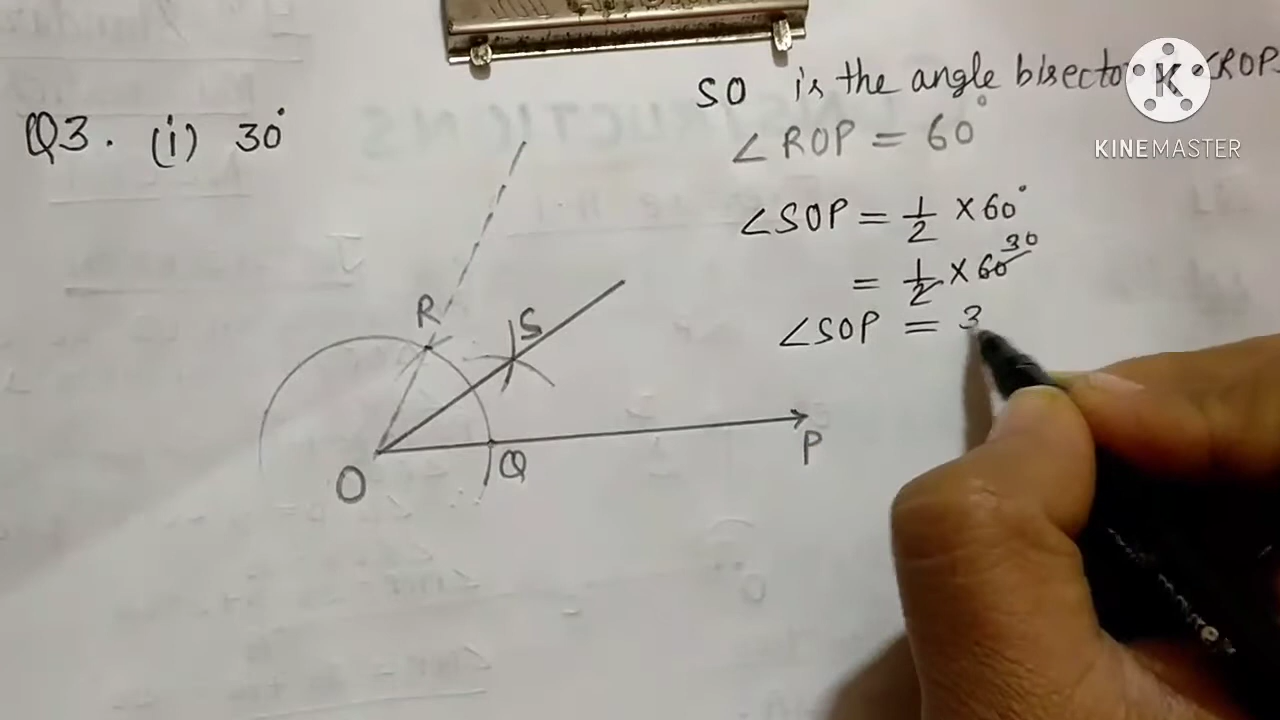 SO is the angle bisector ∠ROP
Q3. (i) 30°
∠ROP = 60°
KINEMASTER
∠SOP = 1/2 × 60°
= 1/2 × 60 30
∠SOP = 3
R
S
O
Q
P